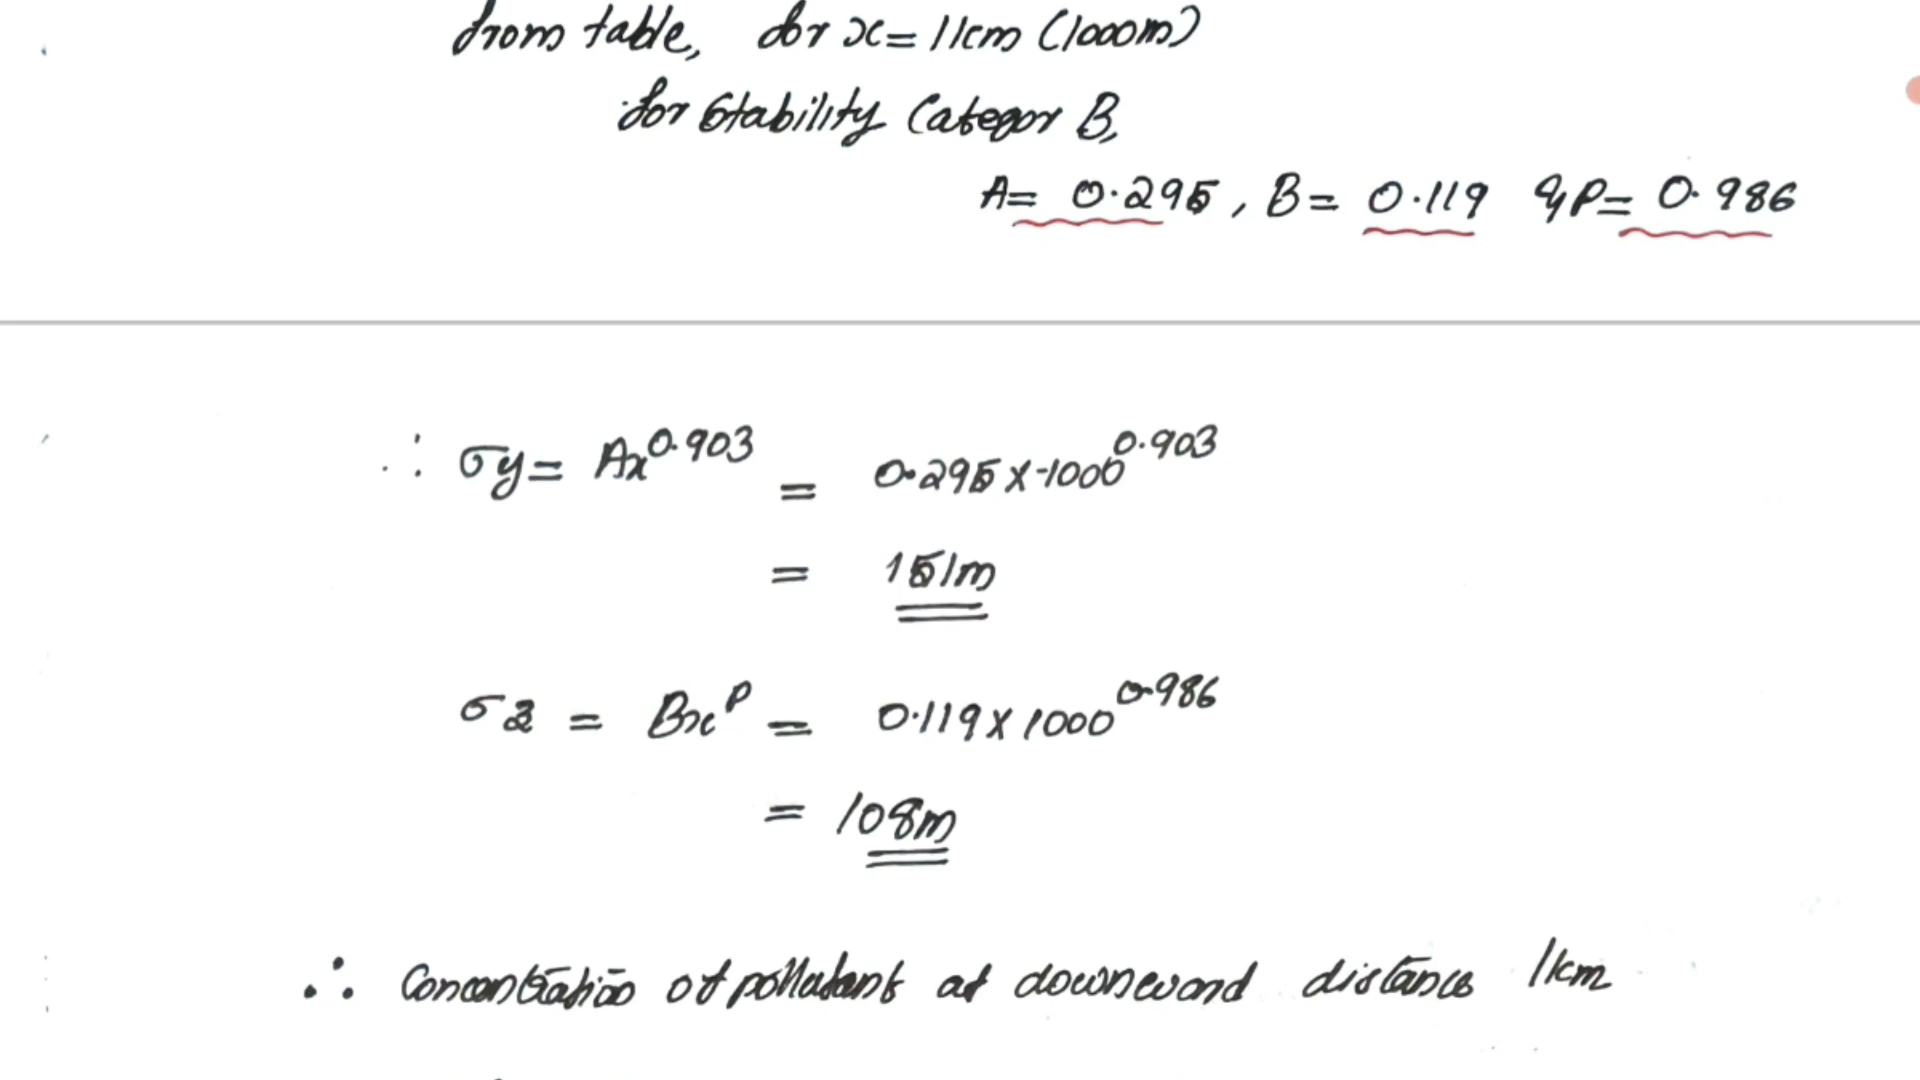 from table, for x = 1km (1000m)
for Stability Categor B,
A = 0.295, B = 0.119 & P = 0.986
∴ σy = Ax^0.903 = 0.295 x 1000^0.903
= 151m
σz = Bx^P = 0.119 x 1000^0.986
= 108m
∴ Concentration of pollutant at downward distance 1km